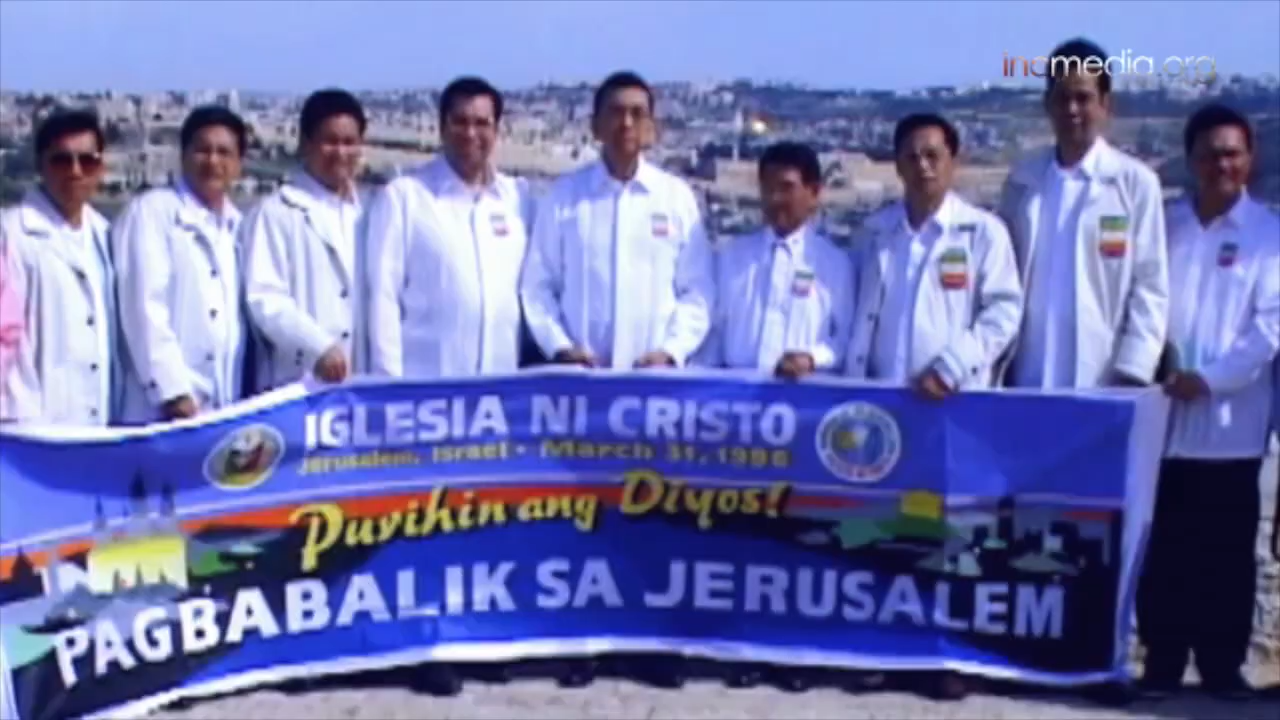 incmedia.org
IGLESIA NI CRISTO
Jerusalem, Israel • March 31, 1996
Purihin ang Diyos!
PAGBABALIK SA JERUSALEM